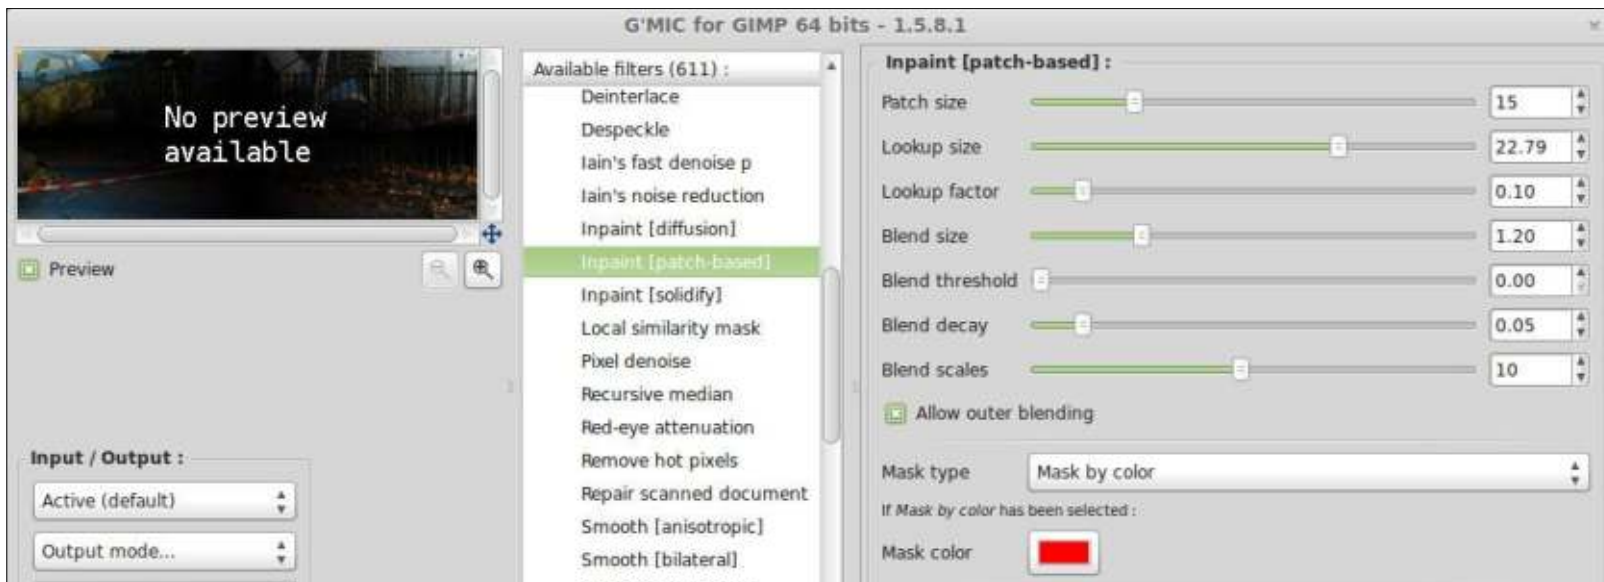 G'MIC for GIMP 64 bits - 1.5.8.1
No preview
available
Preview
Input / Output :
Active (default)
Output mode...
Available filters (611) :
Deinterlace
Despeckle
Iain's fast denoise p
Iain's noise reduction
Inpaint [diffusion]
Inpaint [patch-based]
Inpaint [solidify]
Local similarity mask
Pixel denoise
Recursive median
Red-eye attenuation
Remove hot pixels
Repair scanned document
Smooth [anisotropic]
Smooth [bilateral]
Inpaint [patch-based] :
Patch size 15
Lookup size 22.79
Lookup factor 0.10
Blend size 1.20
Blend threshold 0.00
Blend decay 0.05
Blend scales 10
Allow outer blending
Mask type Mask by color
If Mask by color has been selected :
Mask color